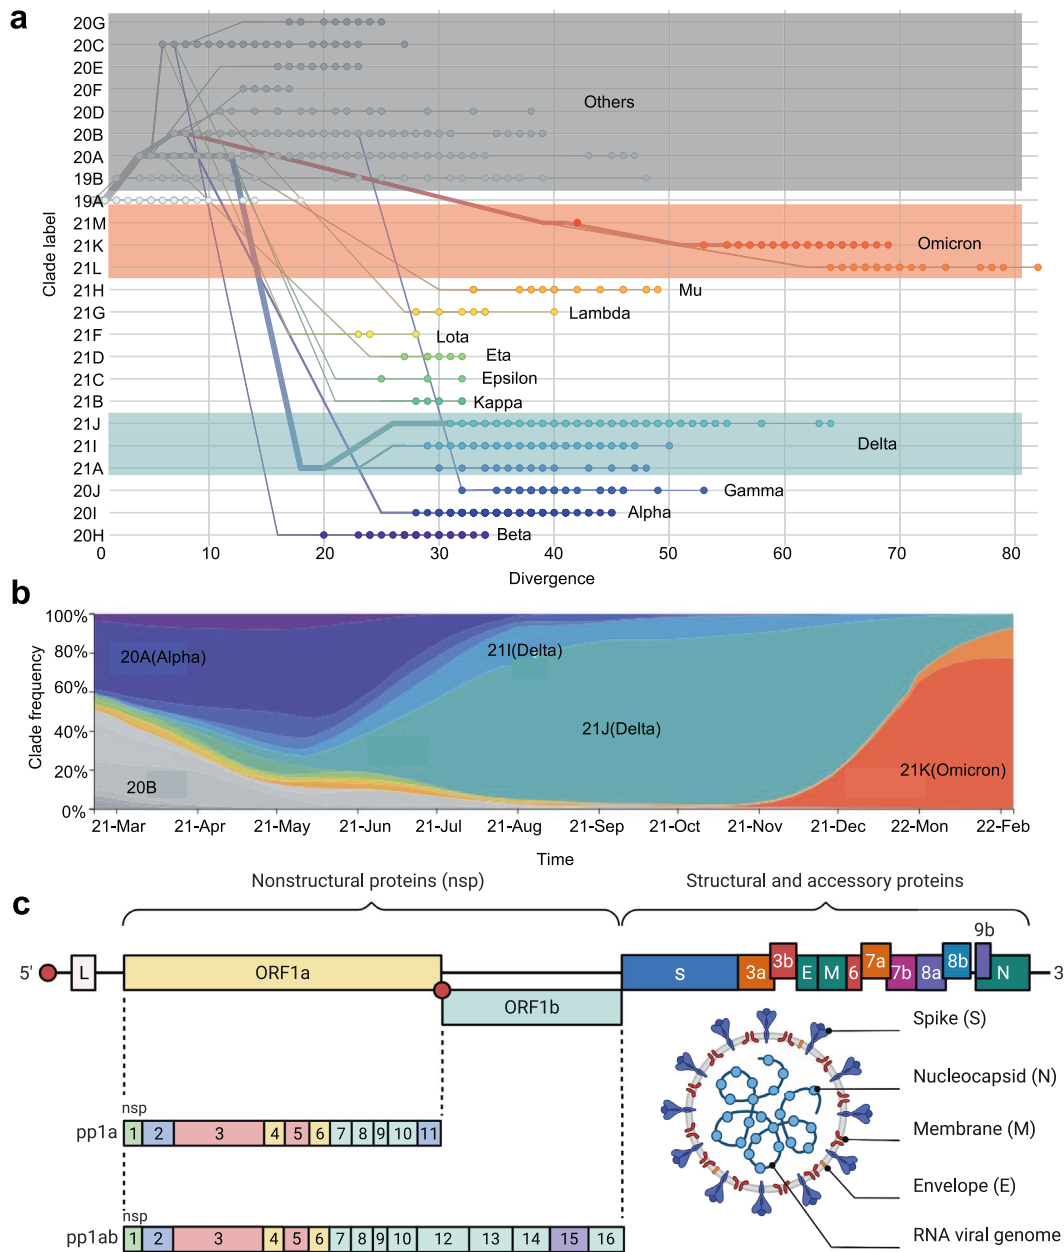 a
20G
20C
20E
20F
20D
20B
20A
19B
19A
21M
21K
21L
21H
21G
21F
21D
21C
21B
21J
21I
21A
20J
20I
20H
Clade label
Others
Omicron
Mu
Lambda
Lota
Eta
Epsilon
Kappa
Delta
Gamma
Alpha
Beta
0 10 20 30 40 50 60 70 80
Divergence
b
100%
80%
60%
40%
20%
0%
Clade frequency
20A(Alpha)
21I(Delta)
21J(Delta)
21K(Omicron)
20B
21-Mar 21-Apr 21-May 21-Jun 21-Jul 21-Aug 21-Sep 21-Oct 21-Nov 21-Dec 22-Mon 22-Feb
Time
c
Nonstructural proteins (nsp) Structural and accessory proteins
5' L ORF1a S 3a 3b E M 6 7a 7b 8a 8b 9b N 3
ORF1b
nsp
pp1a 1 2 3 4 5 6 7 8 9 10 11
nsp
pp1ab 1 2 3 4 5 6 7 8 9 10 12 13 14 15 16
Spike (S)
Nucleocapsid (N)
Membrane (M)
Envelope (E)
RNA viral genome